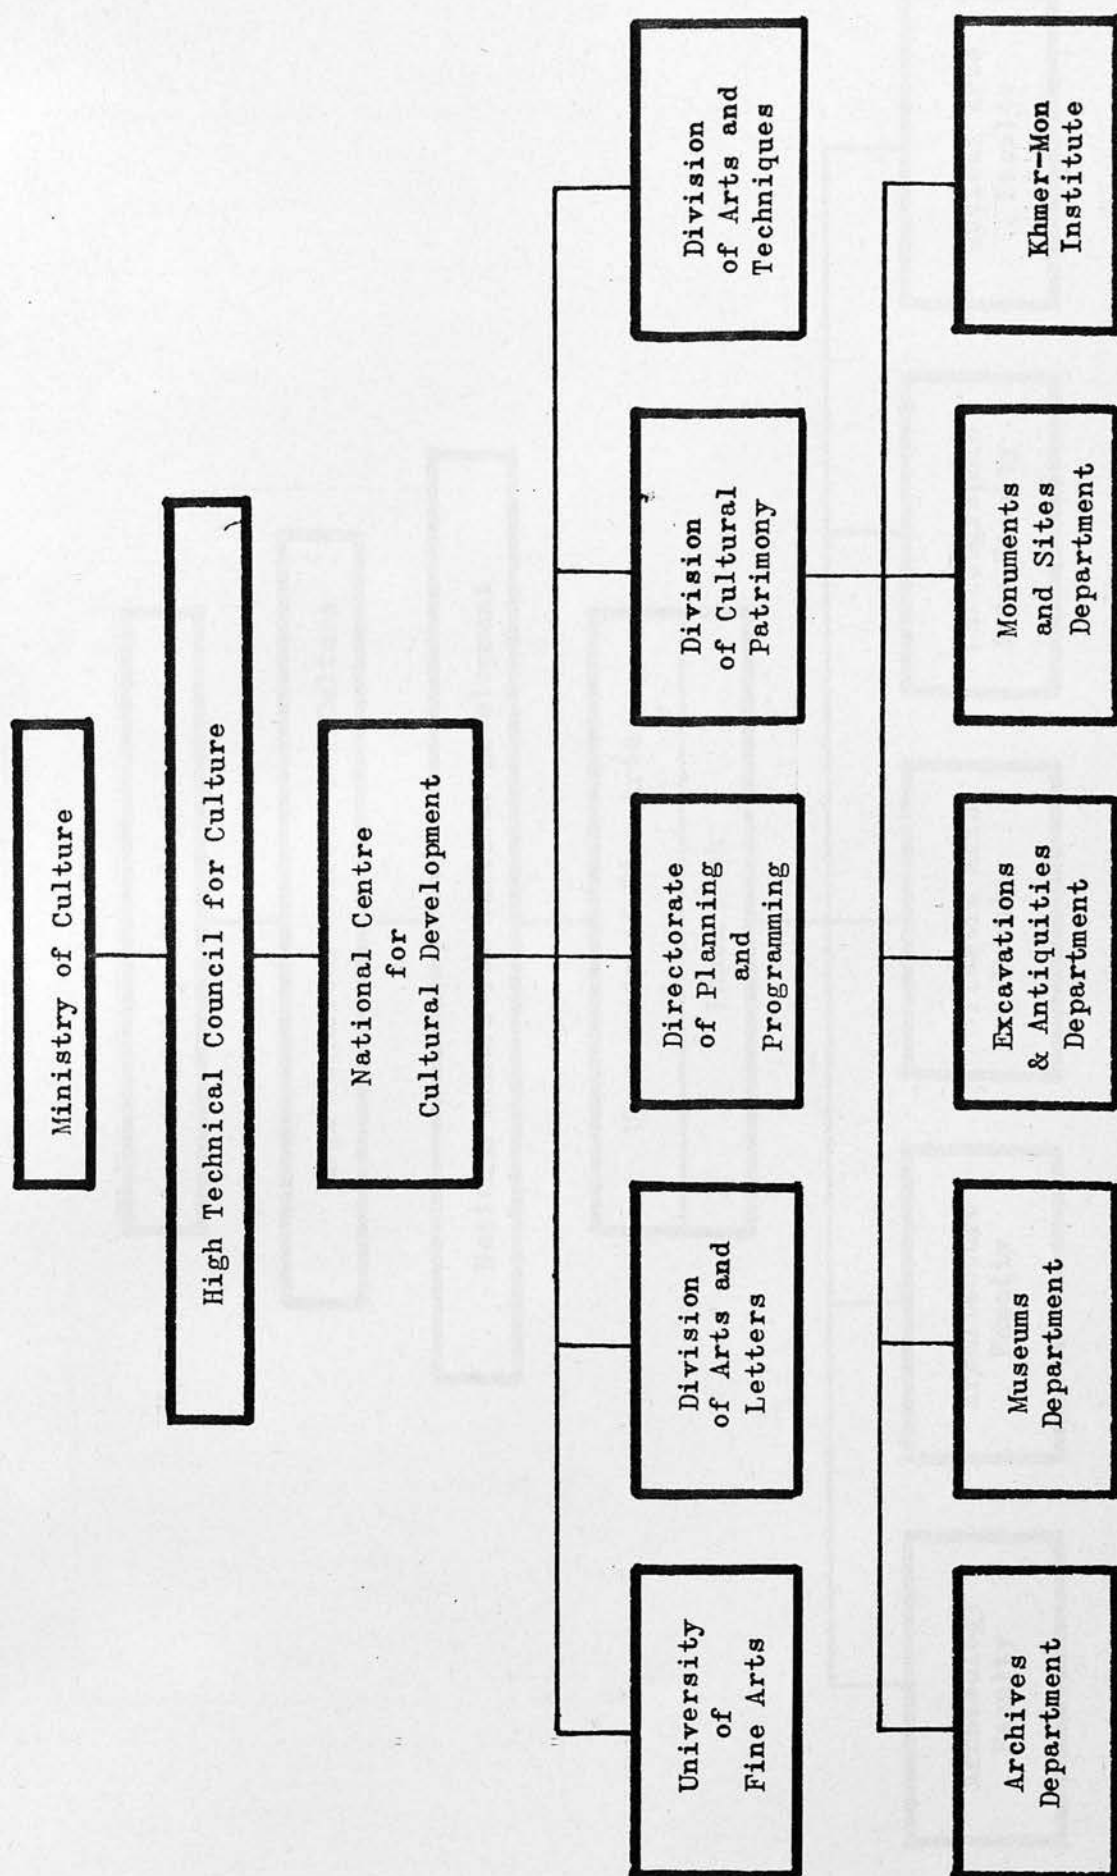 Ministry of Culture
High Technical Council for Culture
National Centre
for
Cultural Development
University
of
Fine Arts
Division
of Arts and
Letters
Directorate
of Planning
and
Programming
Division
of Cultural
Patrimony
Division
of Arts and
Techniques
Archives
Department
Museums
Department
Excavations
& Antiquities
Department
Monuments
and Sites
Department
Khmer-Mon
Institute